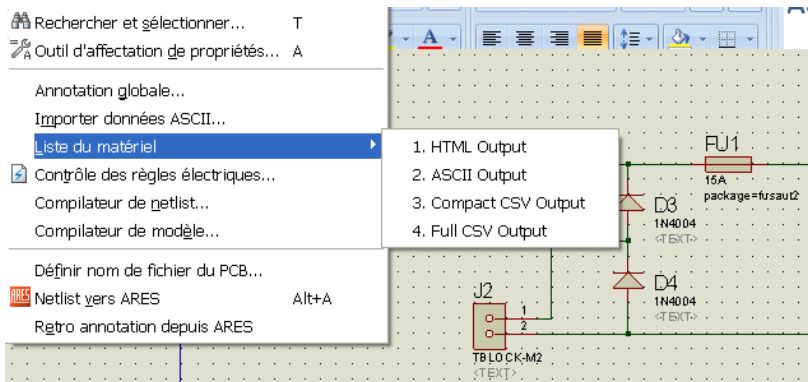 Rechercher et sélectionner... T
Outil d'affectation de propriétés... A
Annotation globale...
Importer données ASCII...
Liste du matériel
Contrôle des règles électriques...
Compilateur de netlist...
Compilateur de modèle...
Définir nom de fichier du PCB...
ARES Netlist vers ARES Alt+A
Retro annotation depuis ARES
1. HTML Output
2. ASCII Output
3. Compact CSV Output
4. Full CSV Output
A
FU1
15A
package=fusaut2
D3
1N4004
<TEXT>
D4
1N4004
<TEXT>
J2
1
2
TBLOCK-M2
<TEXT>